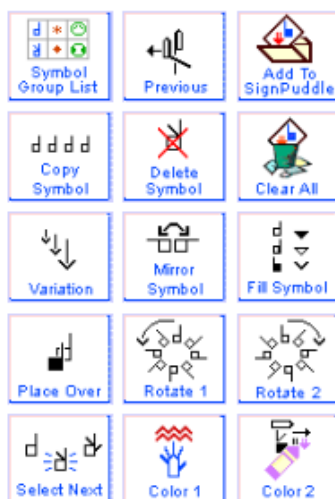 Symbol
Group List
Previous
Add To
SignPuddle
Copy
Symbol
Delete
Symbol
Clear All
Variation
Mirror
Symbol
Fill Symbol
Place Over
Rotate 1
Rotate 2
Select Next
Color 1
Color 2